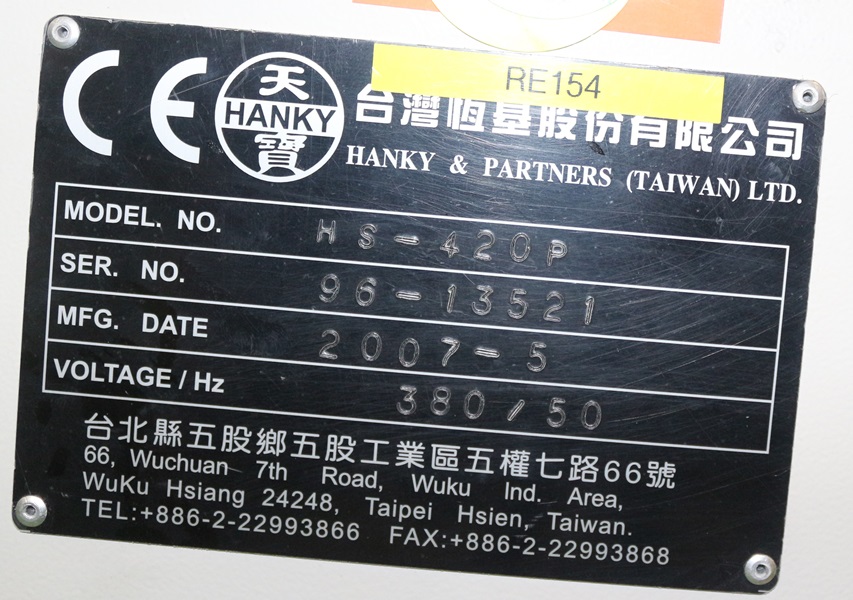 RE154
CE
天
HANKY
寶
台灣恆基股份有限公司
HANKY & PARTNERS (TAIWAN) LTD.
MODEL. NO. HS-420P
SER. NO. 96-13521
MFG. DATE 2007-5
VOLTAGE / Hz 380/50
台北縣五股鄉五股工業區五權七路66號
66, Wuchuan 7th Road, Wuku Ind. Area,
WuKu Hsiang 24248, Taipei Hsien, Taiwan.
TEL:+886-2-22993866 FAX:+886-2-22993868